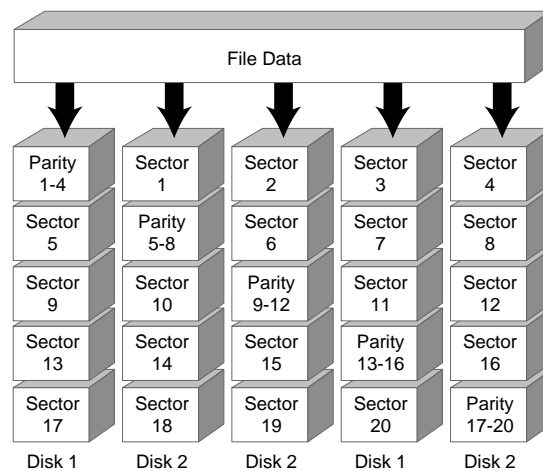 File Data
Parity
1-4
Sector
1
Sector
2
Sector
3
Sector
4
Sector
5
Parity
5-8
Sector
6
Sector
7
Sector
8
Sector
9
Sector
10
Parity
9-12
Sector
11
Sector
12
Sector
13
Sector
14
Sector
15
Parity
13-16
Sector
16
Sector
17
Sector
18
Sector
19
Sector
20
Parity
17-20
Disk 1
Disk 2
Disk 2
Disk 1
Disk 2